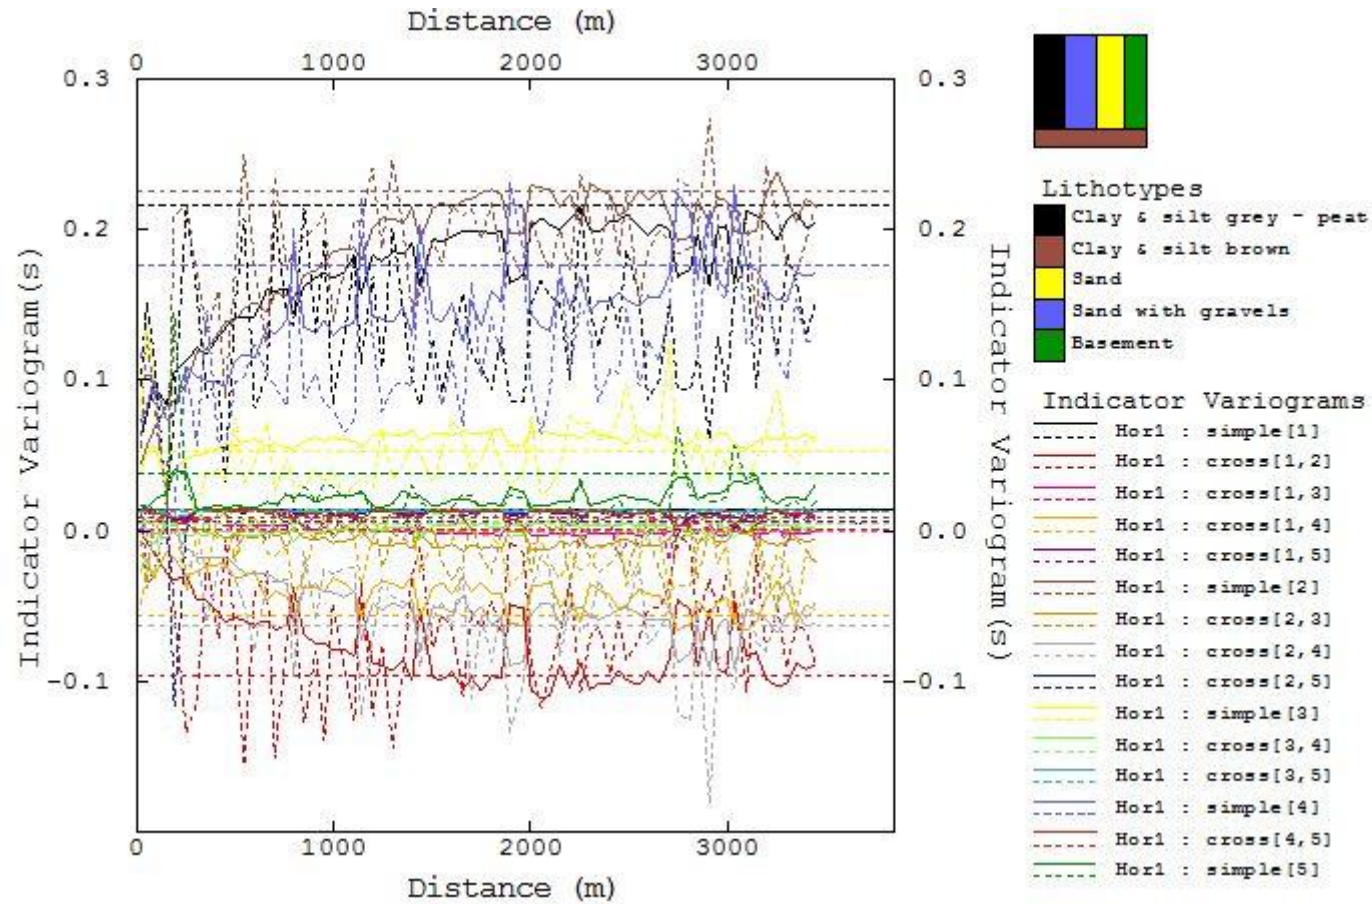 Distance (m)
0 1000 2000 3000
0.3 0.3
0.2 0.2
0.1 0.1
0.0 0.0
-0.1 -0.1
0 1000 2000 3000
Distance (m)
Indicator Variogram(s)
Indicator Variogram(s)
Lithotypes
Clay & silt grey - peat
Clay & silt brown
Sand
Sand with gravels
Basement
Indicator Variograms
Hor1 : simple[1]
Hor1 : cross[1,2]
Hor1 : cross[1,3]
Hor1 : cross[1,4]
Hor1 : cross[1,5]
Hor1 : simple[2]
Hor1 : cross[2,3]
Hor1 : cross[2,4]
Hor1 : cross[2,5]
Hor1 : simple[3]
Hor1 : cross[3,4]
Hor1 : cross[3,5]
Hor1 : simple[4]
Hor1 : cross[4,5]
Hor1 : simple[5]